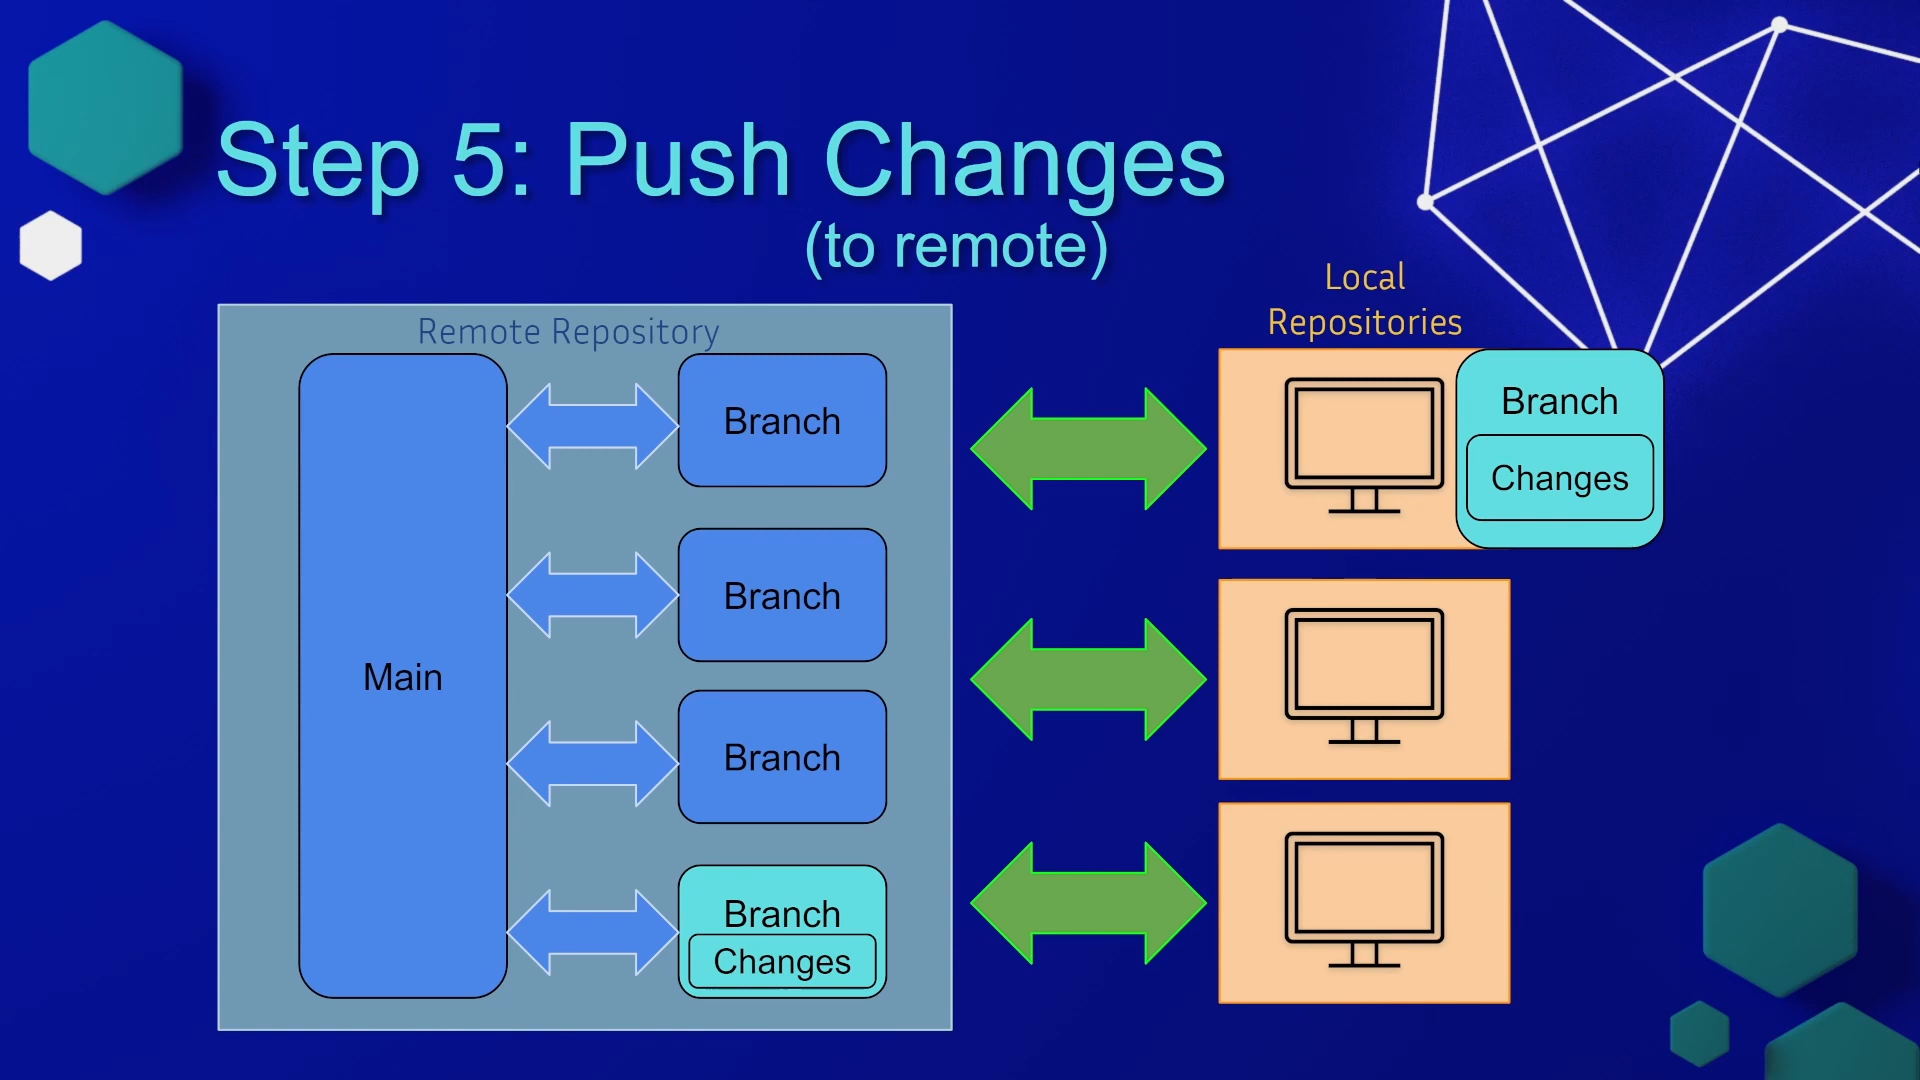 Step 5: Push Changes
(to remote)
Local
Repositories
Remote Repository
Branch
Branch
Changes
Branch
Main
Branch
Branch
Changes